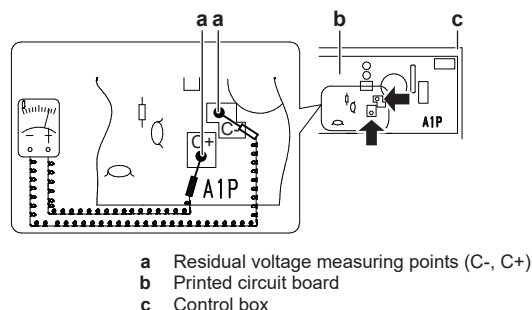 a a
b
c
C-
C+
A1P
A1P
a Residual voltage measuring points (C-, C+)
b Printed circuit board
c Control box